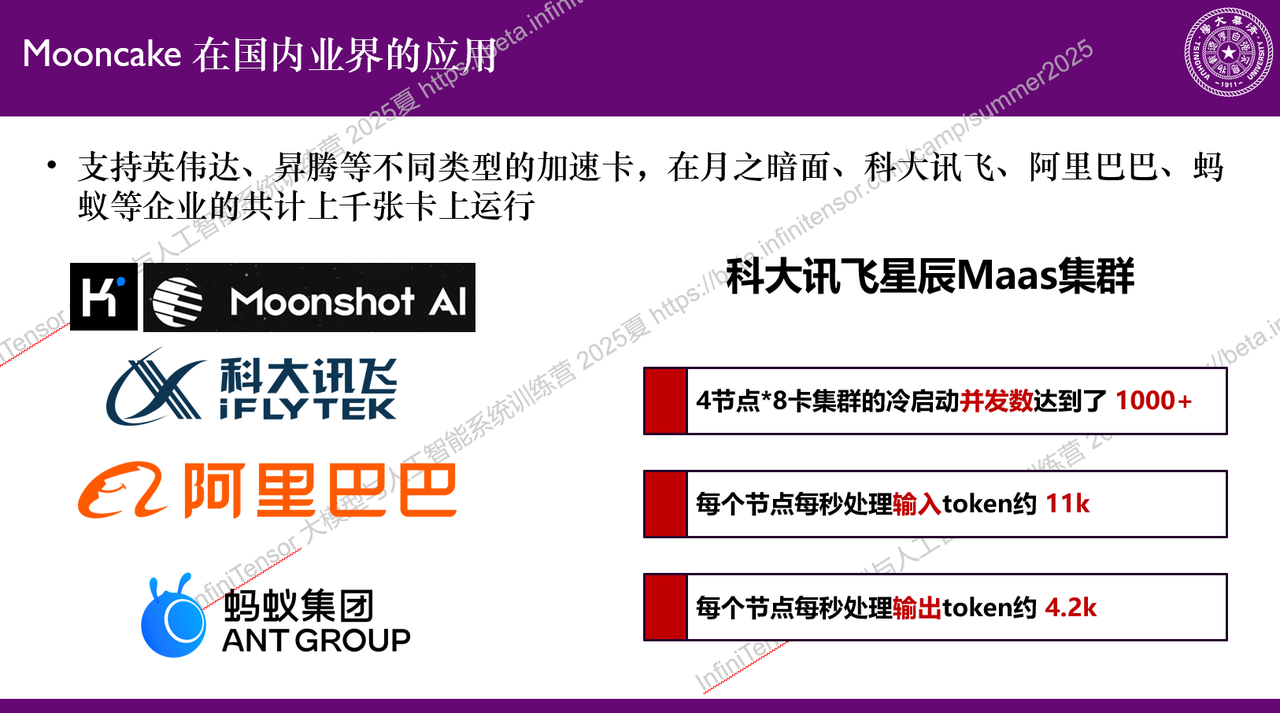 Mooncake 在国内业界的应用
清华大学
TSINGHUA UNIVERSITY
-1911-
• 支持英伟达、昇腾等不同类型的加速卡，在月之暗面、科大讯飞、阿里巴巴、蚂
蚁等企业的共计上千张卡上运行
K Moonshot AI
科大讯飞
iFLYTEK
阿里巴巴
蚂蚁集团
ANT GROUP
科大讯飞星辰Maas集群
4节点*8卡集群的冷启动并发数达到了 1000+
每个节点每秒处理输入token约 11k
每个节点每秒处理输出token约 4.2k
InfiniTensor 大模型与人工智能系统训练营 2025夏 https://beta.infinitensor.com/camp/summer2025